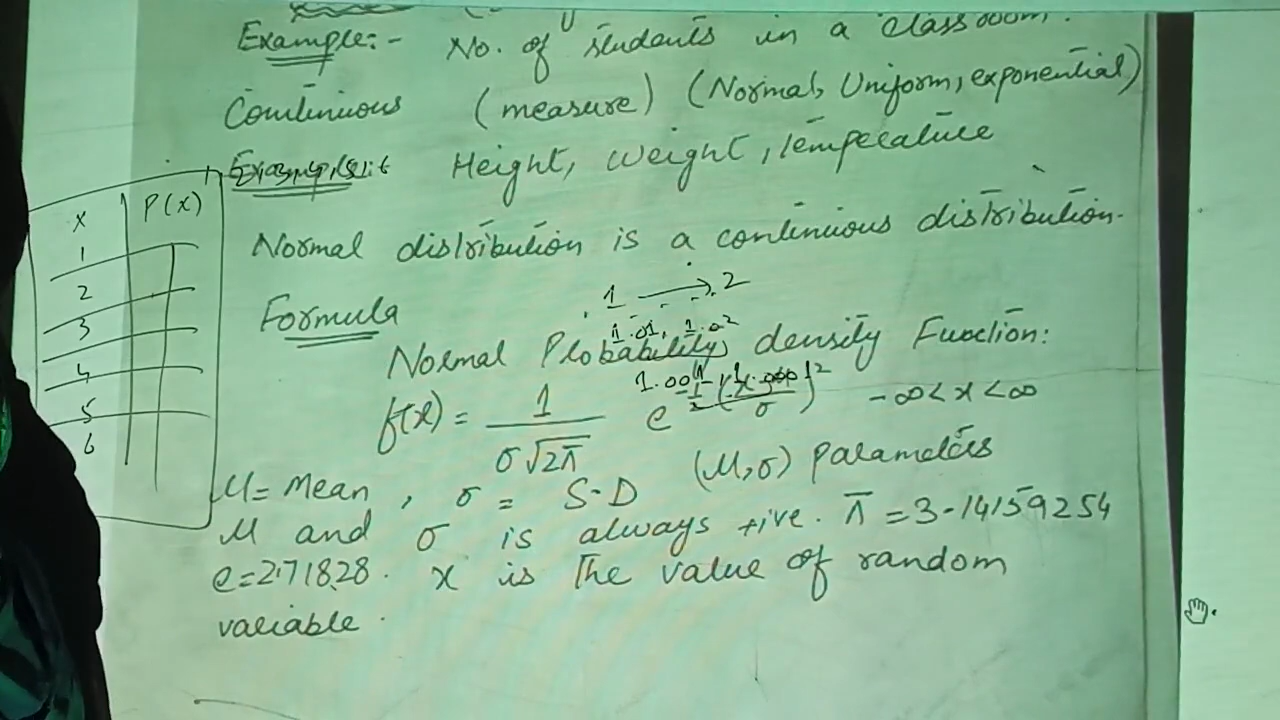 Example:- No. of students in a classroom.
Continuous (measure) (Normal, Uniform, exponential)
Height, weight, Temperature
X P(x)
1
2
3
4
5
6
Normal distribution is a continuous distribution.
1 → 2
Formula
1.01, 1.02
Normal Probability density Function:
f(x) = 1/σ√2π e -1/2 ( /σ)² -∞ < x < ∞
(μ,σ) Parameters
μ = Mean , σ = S.D
μ and σ is always +ive. π = 3.14159254
e=2.71828. x is The value of random
variable.